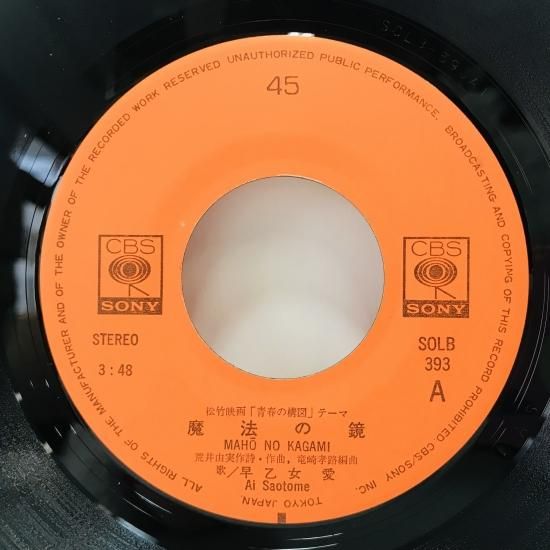 ALL RIGHTS OF THE MANUFACTURER AND OF THE OWNER OF THE RECORDED WORK RESERVED UNAUTHORIZED PUBLIC PERFORMANCE, BROADCASTING AND COPYING OF THIS RECORD PROHIBITED-CBS/SONY INC. TOKYO JAPAN.
45
CBS
SONY
CBS
SONY
STEREO
3:48
SOLB
393
A
松竹映画「青春の構図」テーマ
魔法の鏡
MAHŌ NO KAGAMI
荒井由実作詩・作曲,竜崎孝路編曲
歌/早乙女愛
Ai Saotome